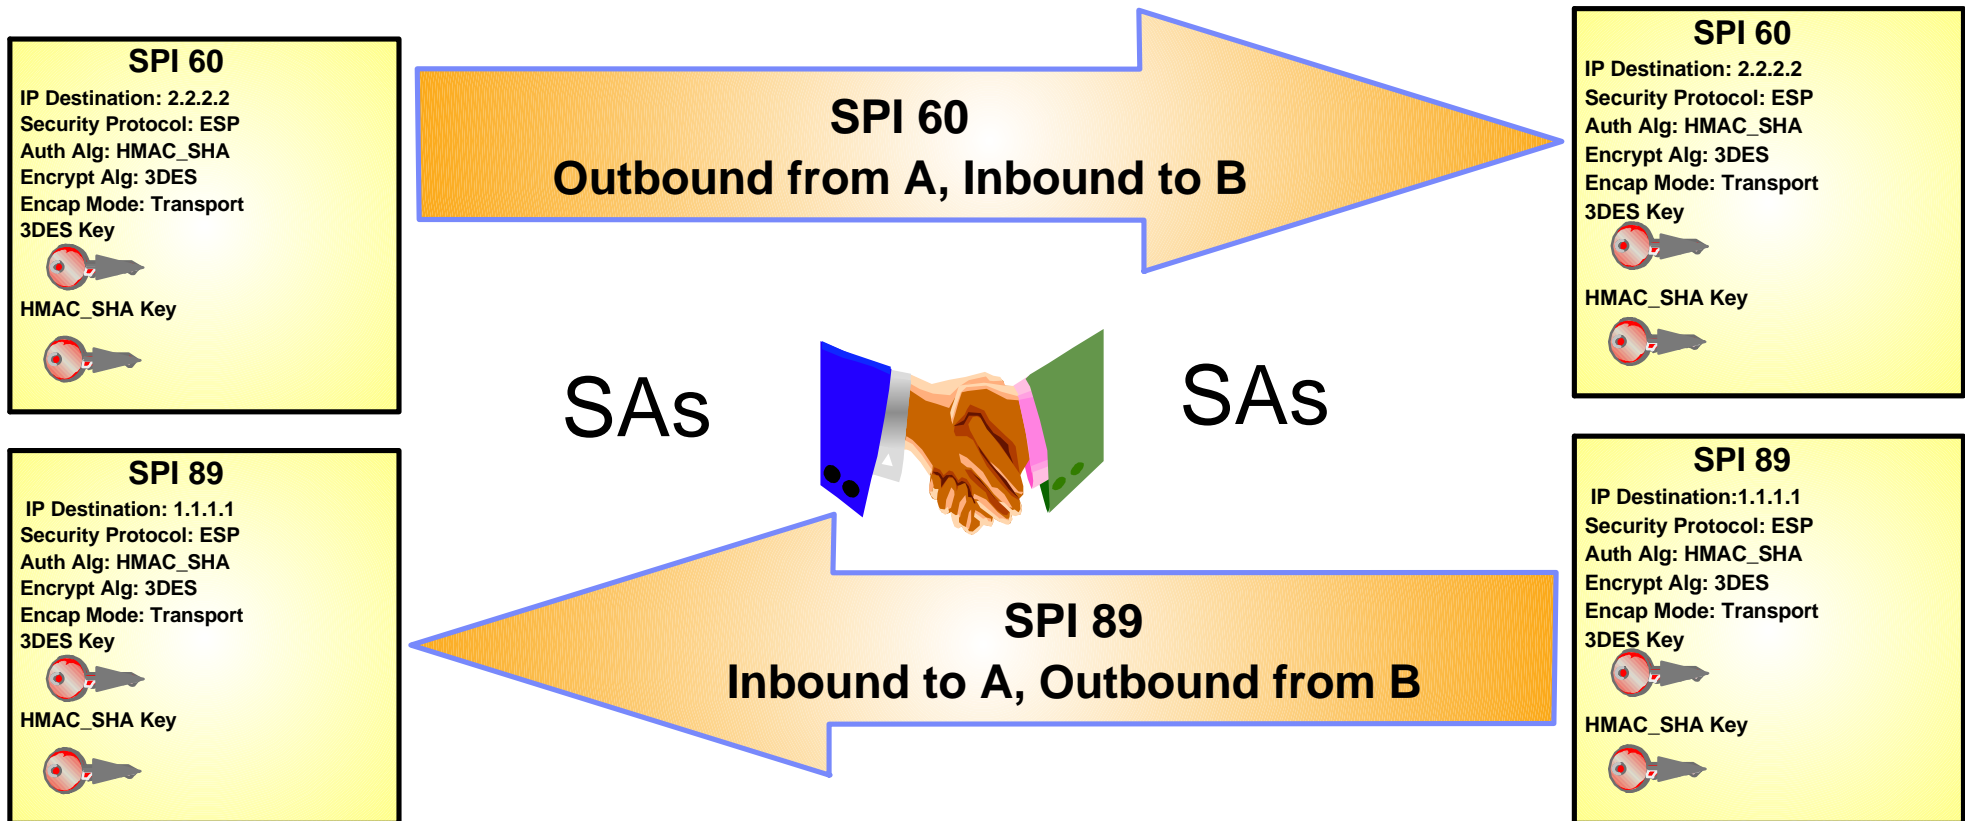 SPI 60
IP Destination: 2.2.2.2
Security Protocol: ESP
Auth Alg: HMAC_SHA
Encrypt Alg: 3DES
Encap Mode: Transport
3DES Key
HMAC_SHA Key
SPI 60
Outbound from A, Inbound to B
SPI 60
IP Destination: 2.2.2.2
Security Protocol: ESP
Auth Alg: HMAC_SHA
Encrypt Alg: 3DES
Encap Mode: Transport
3DES Key
HMAC_SHA Key
SAs
SAs
SPI 89
IP Destination: 1.1.1.1
Security Protocol: ESP
Auth Alg: HMAC_SHA
Encrypt Alg: 3DES
Encap Mode: Transport
3DES Key
HMAC_SHA Key
SPI 89
Inbound to A, Outbound from B
SPI 89
IP Destination:1.1.1.1
Security Protocol: ESP
Auth Alg: HMAC_SHA
Encrypt Alg: 3DES
Encap Mode: Transport
3DES Key
HMAC_SHA Key